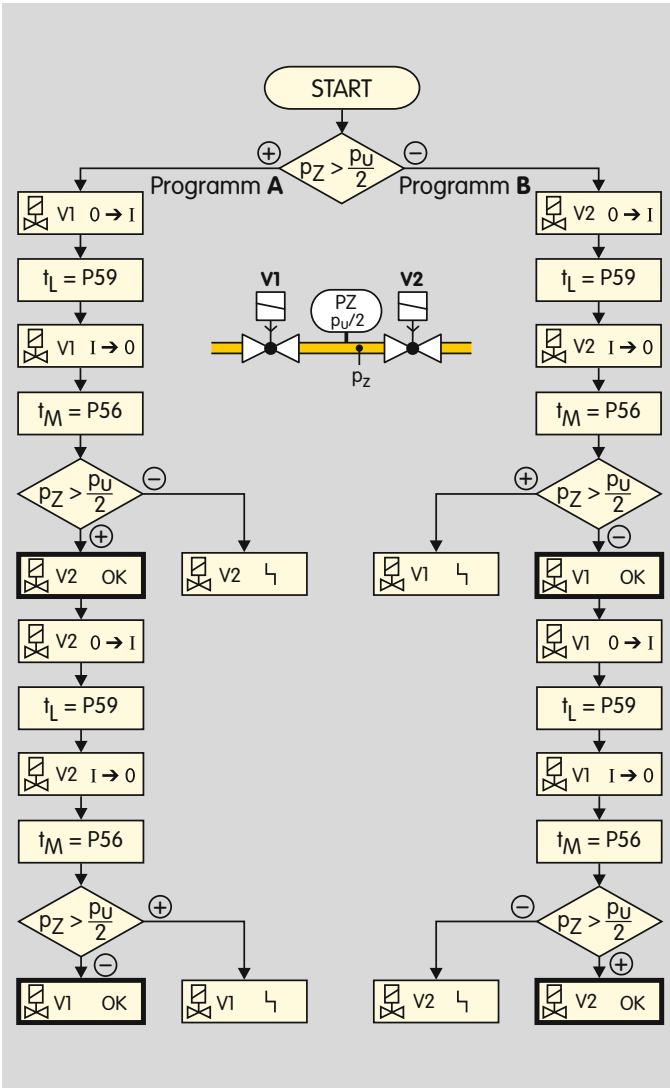 START
⊕ pZ > pU/2 ⊖
Programm A
Programm B
V1 0 ➔ I
tL = P59
V1 I ➔ 0
tM = P56
pZ > pU/2 ⊖
⊕
V2 OK
V2 ϟ
V2 0 ➔ I
tL = P59
V2 I ➔ 0
tM = P56
pZ > pU/2 ⊕
⊖
V1 OK
V1 ϟ
V1
PZ
pU/2
V2
pZ
V2 0 ➔ I
tL = P59
V2 I ➔ 0
tM = P56
⊕ pZ > pU/2
⊖
V1 ϟ
V1 OK
V1 0 ➔ I
tL = P59
V1 I ➔ 0
tM = P56
⊖ pZ > pU/2
⊕
V2 ϟ
V2 OK